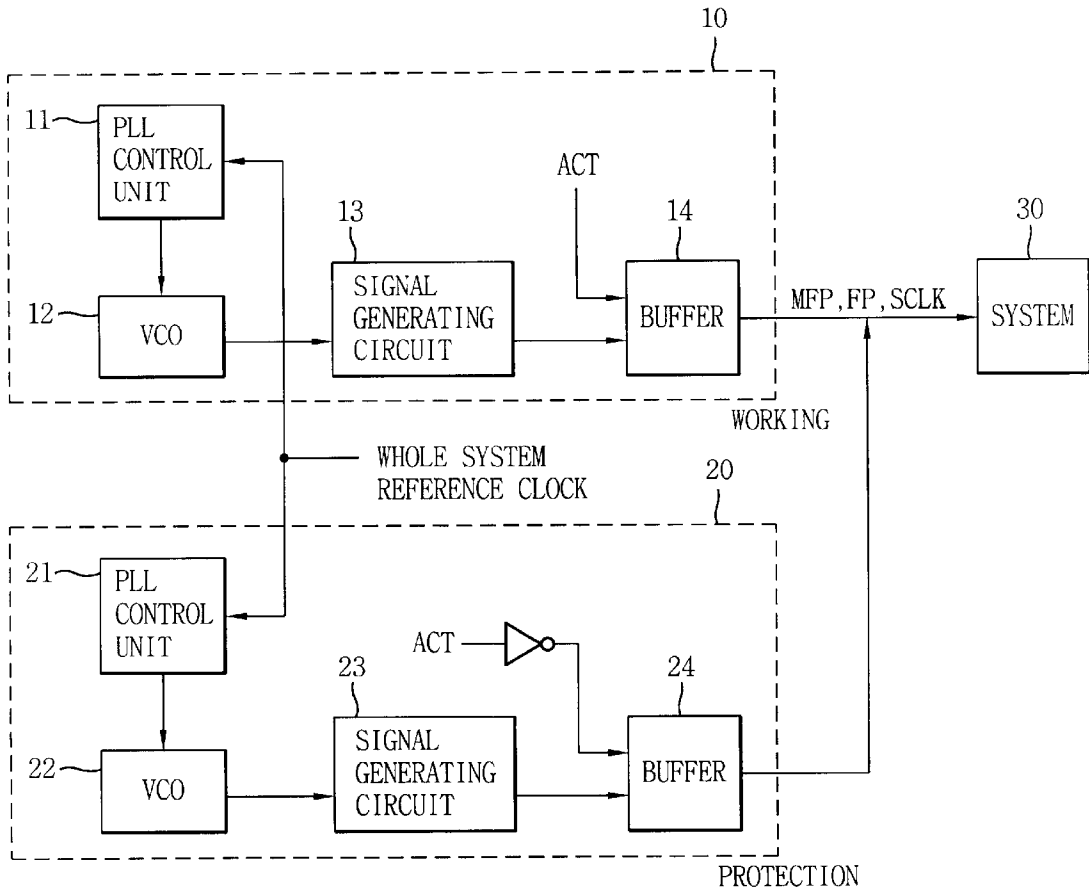 10
11
PLL
CONTROL
UNIT
ACT
13
14
30
12
VCO
SIGNAL
GENERATING
CIRCUIT
BUFFER
MFP,FP,SCLK
SYSTEM
WORKING
WHOLE SYSTEM
REFERENCE CLOCK
20
21
PLL
CONTROL
UNIT
ACT
23
24
22
VCO
SIGNAL
GENERATING
CIRCUIT
BUFFER
PROTECTION